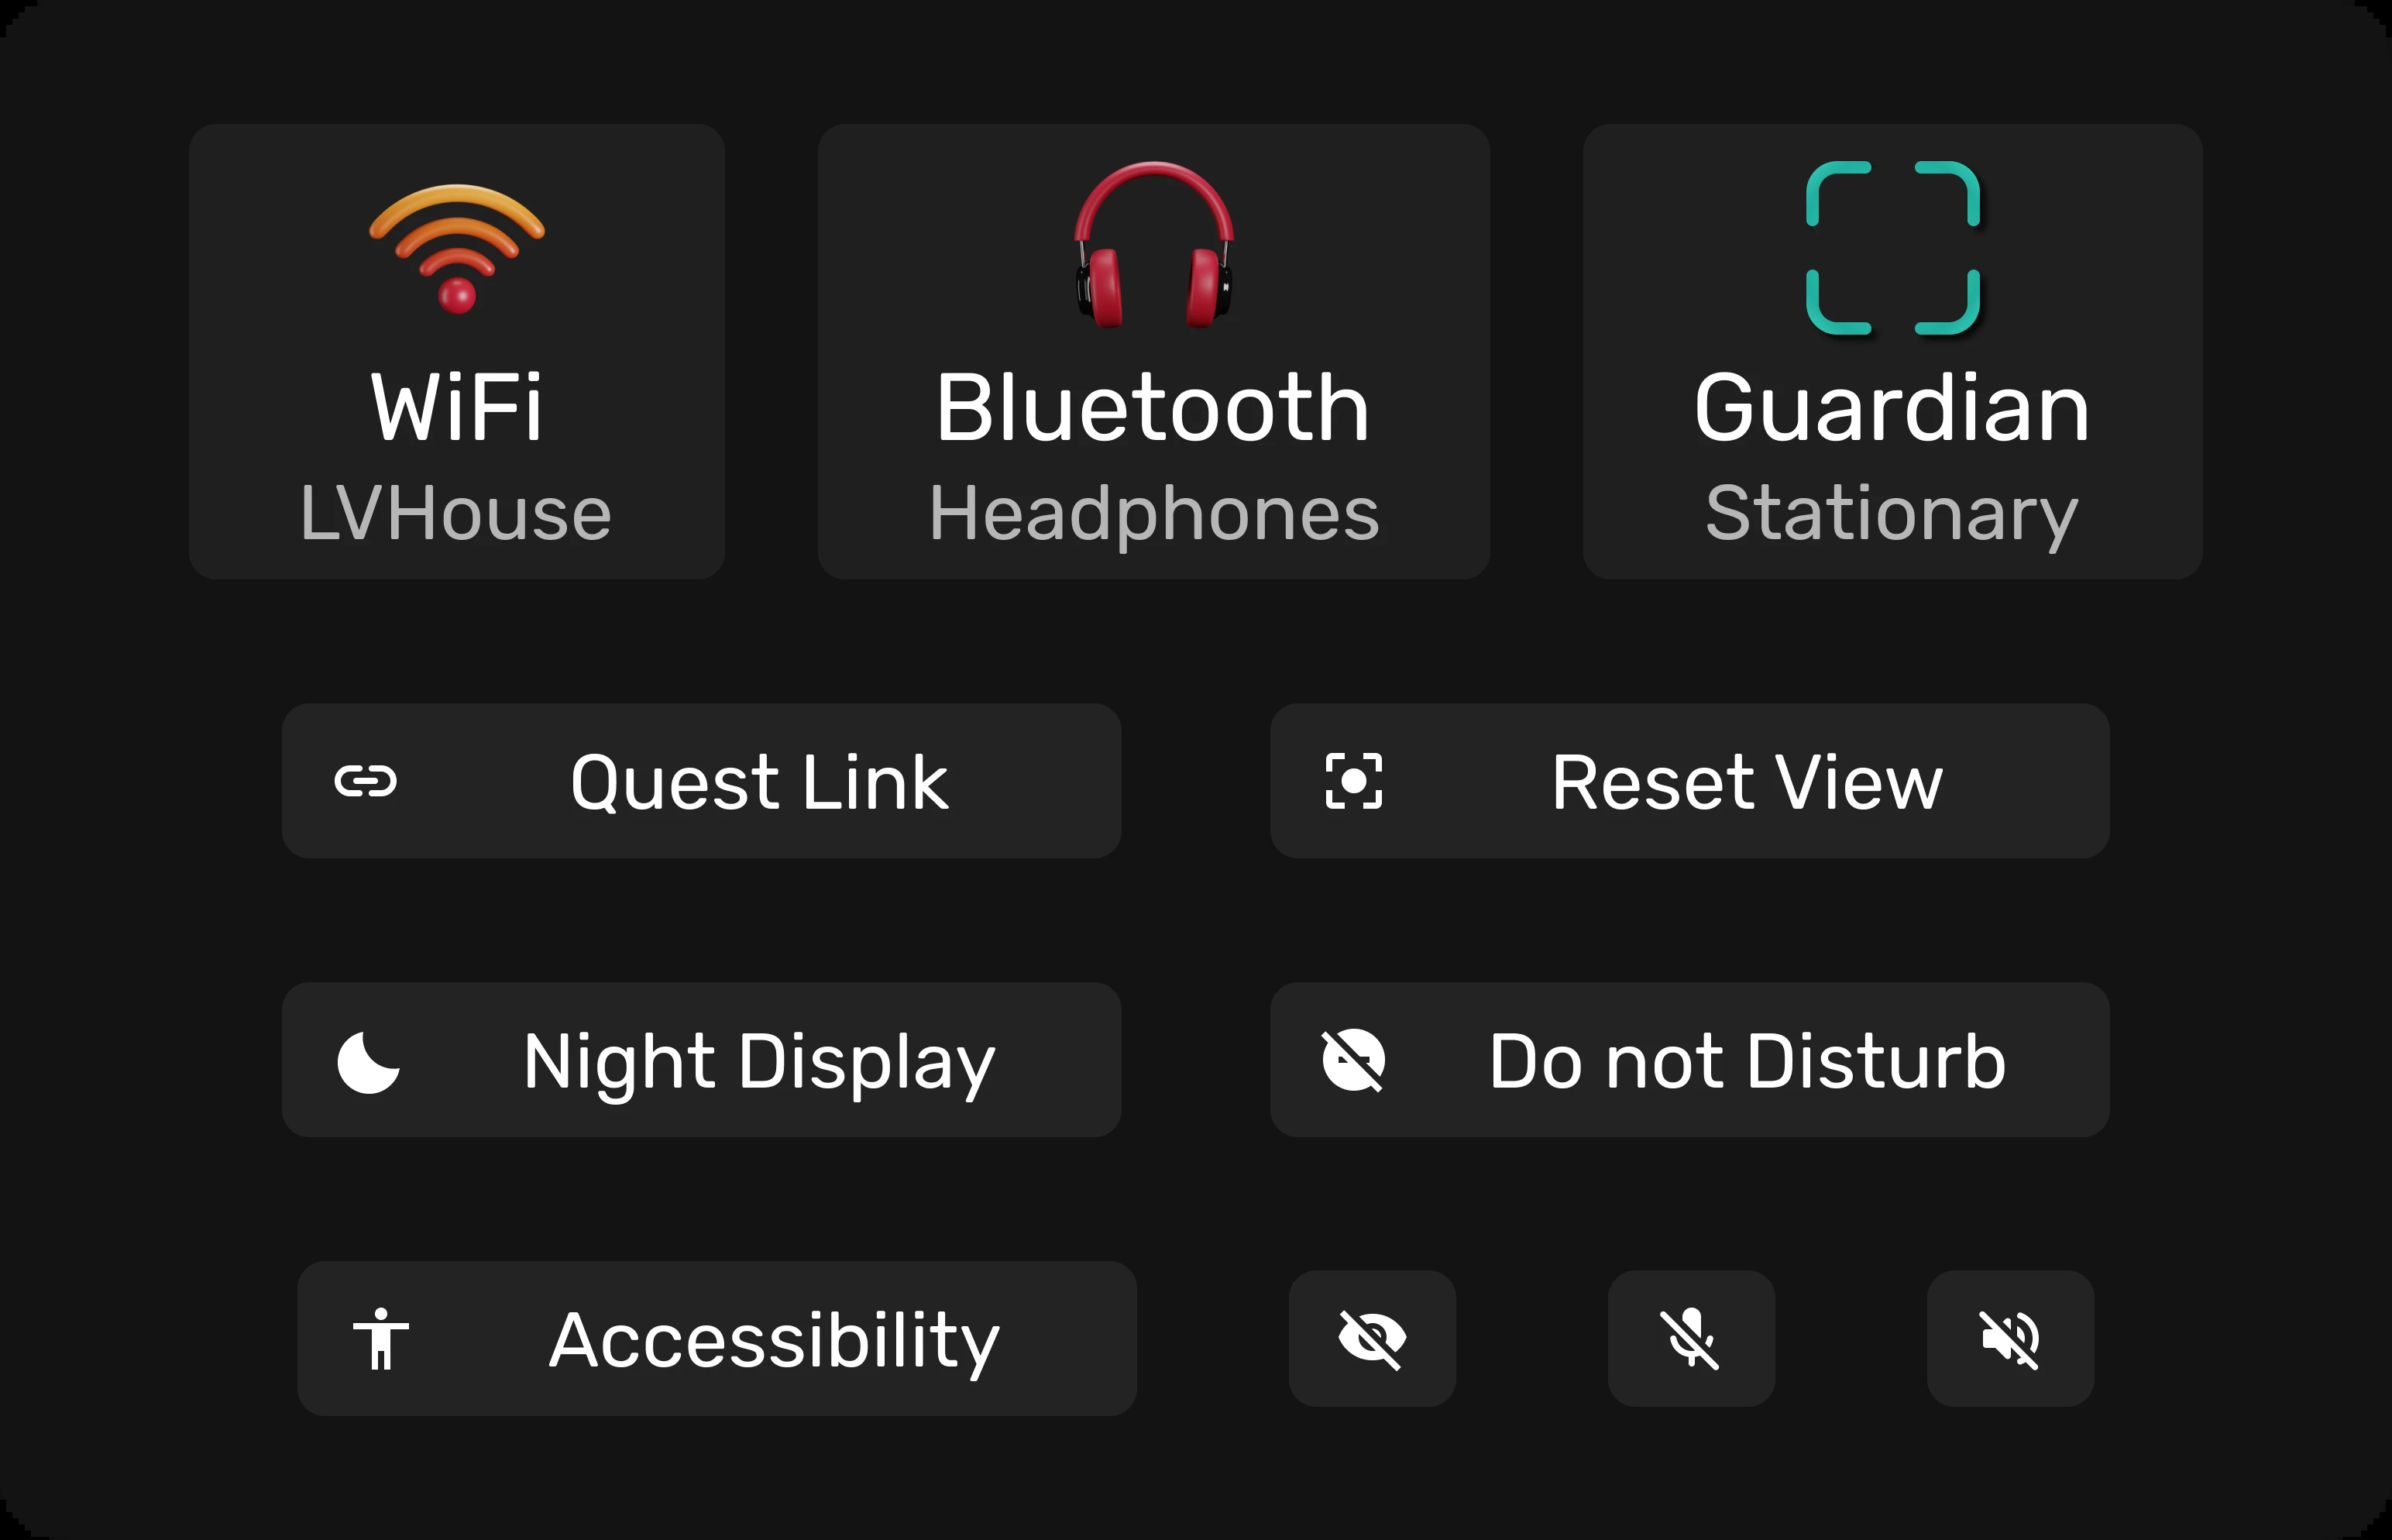 WiFi
LVHouse
Bluetooth
Headphones
Guardian
Stationary
Quest Link
Reset View
Night Display
Do not Disturb
Accessibility